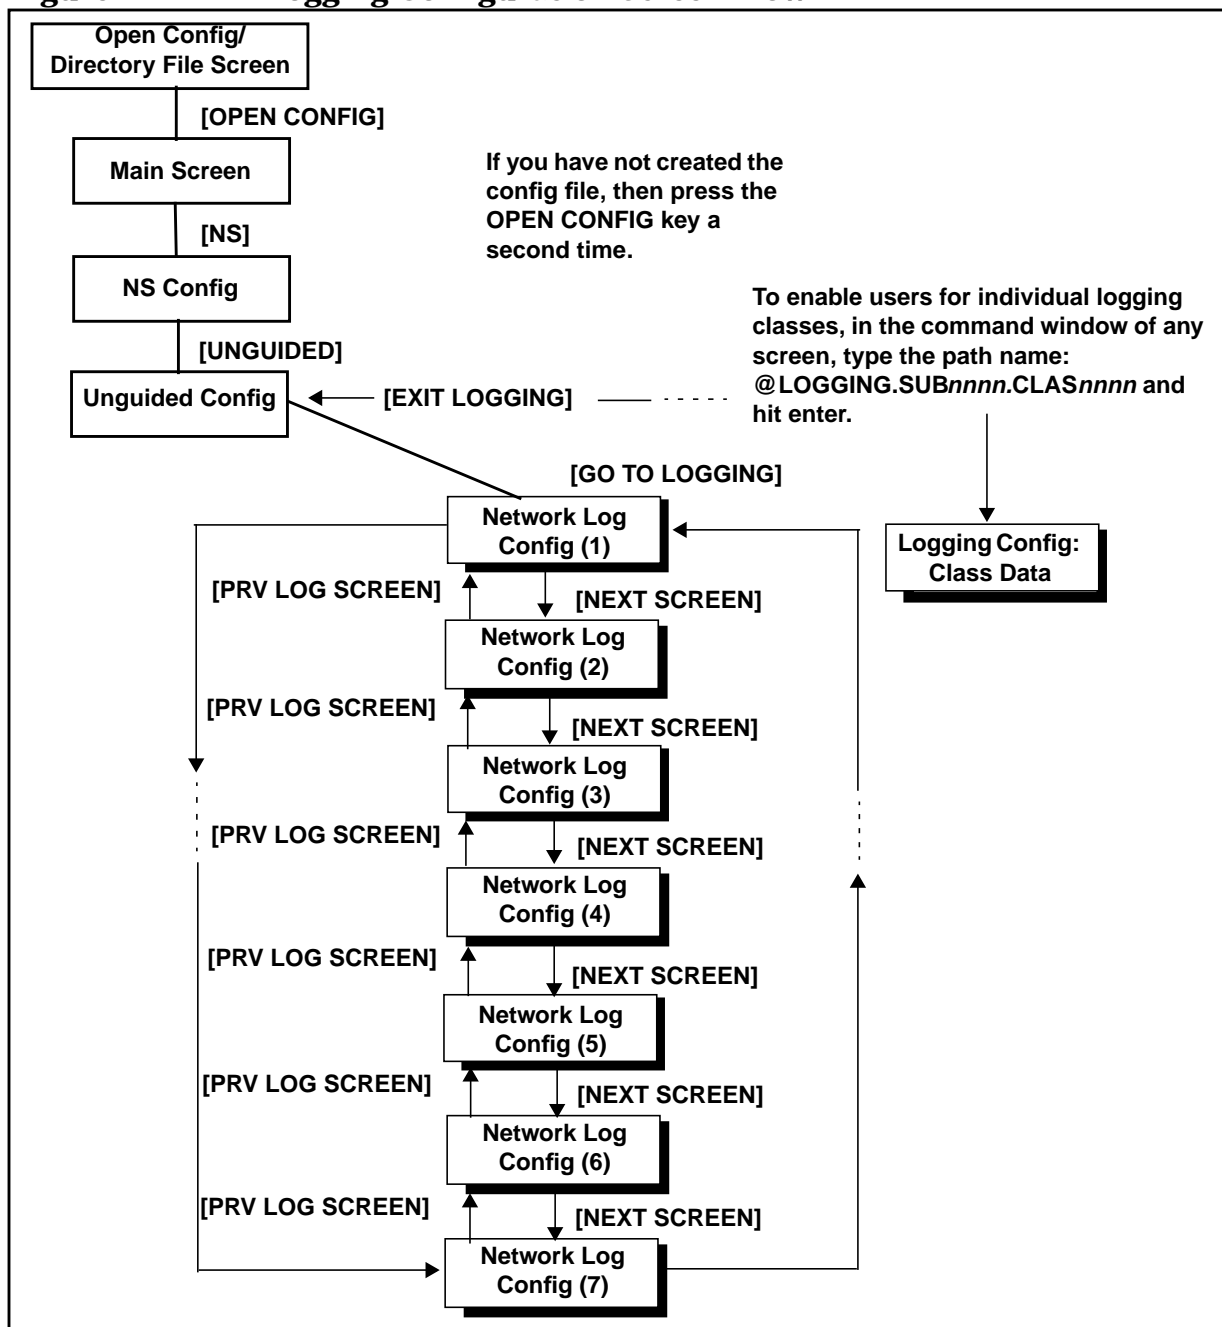 Open Config/
Directory File Screen
[OPEN CONFIG]
Main Screen
If you have not created the
config file, then press the
OPEN CONFIG key a
second time.
[NS]
NS Config
To enable users for individual logging
classes, in the command window of any
screen, type the path name:
@LOGGING.SUBnnnn.CLASnnnn and
hit enter.
[UNGUIDED]
Unguided Config
[EXIT LOGGING]
[GO TO LOGGING]
Network Log
Config (1)
Logging Config:
Class Data
[PRV LOG SCREEN]
[NEXT SCREEN]
Network Log
Config (2)
[PRV LOG SCREEN]
[NEXT SCREEN]
Network Log
Config (3)
[PRV LOG SCREEN]
[NEXT SCREEN]
Network Log
Config (4)
[PRV LOG SCREEN]
[NEXT SCREEN]
Network Log
Config (5)
[PRV LOG SCREEN]
[NEXT SCREEN]
Network Log
Config (6)
[PRV LOG SCREEN]
[NEXT SCREEN]
Network Log
Config (7)